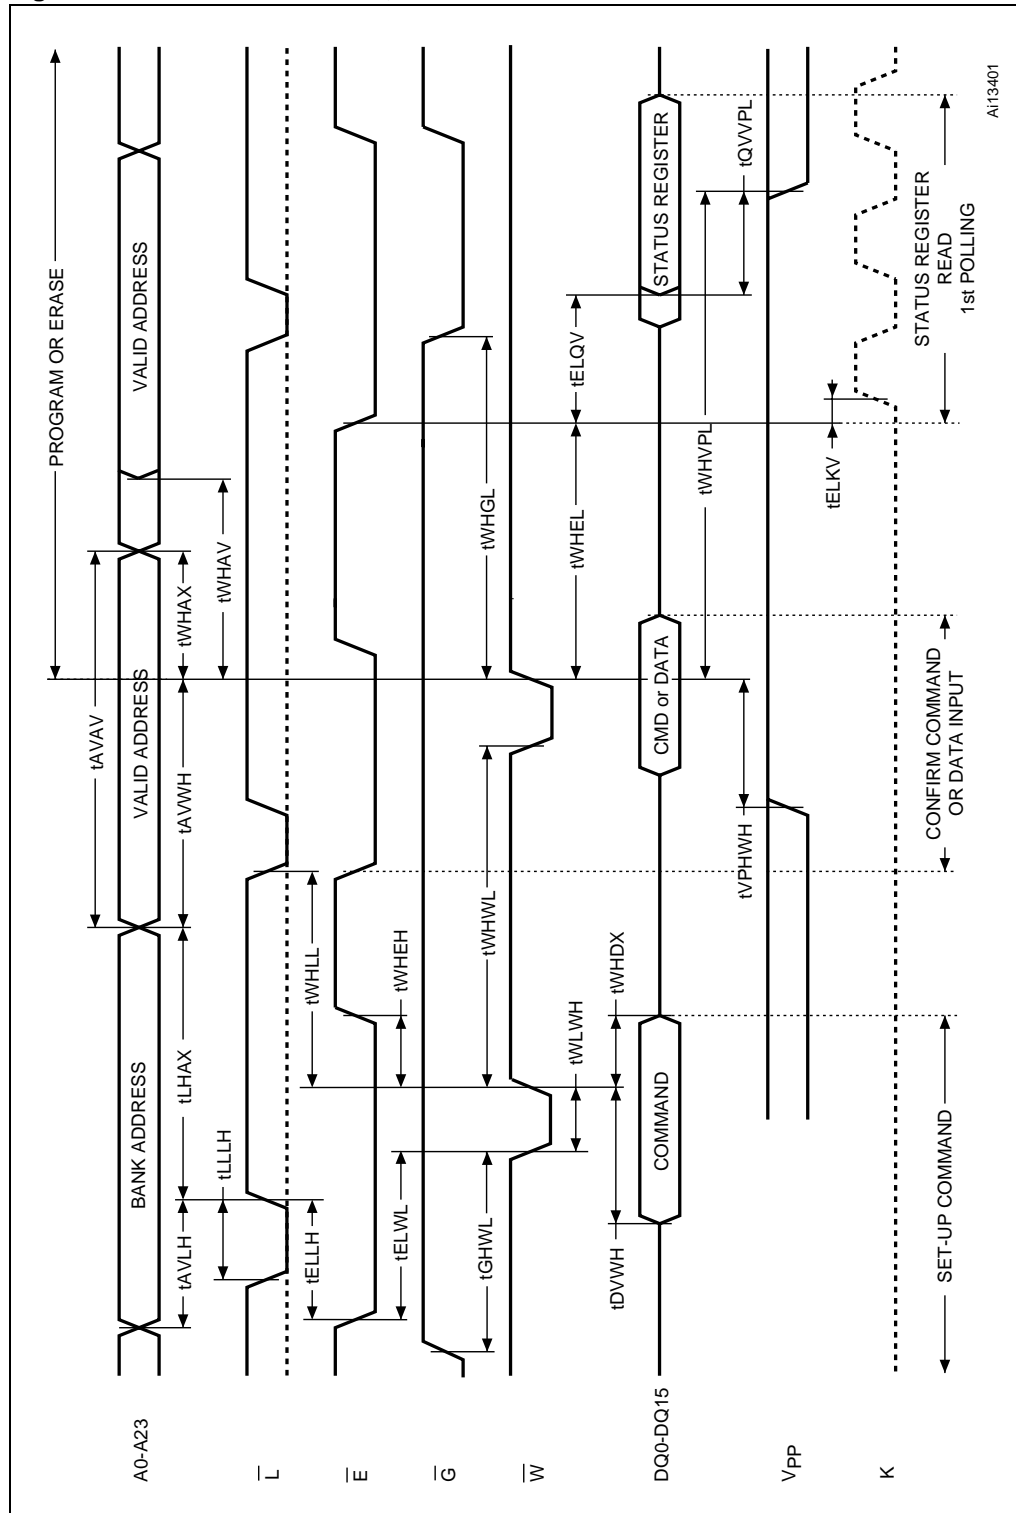 PROGRAM OR ERASE
tAVAV
A0-A23
BANK ADDRESS
VALID ADDRESS
VALID ADDRESS
tAVLH
tLHAX
tAVWH
tWHAX
tLLLH
tWHAV
L
tELLH
tWHLL
E
tELWL
tWHEH
G
tGHWL
tWHWL
tWHGL
W
tWLWH
tWHEL
tELQV
tDVWH
tWHDX
DQ0-DQ15
COMMAND
CMD or DATA
STATUS REGISTER
tWHVPL
tVPHWH
tQVVPL
VPP
tELKV
K
SET-UP COMMAND
CONFIRM COMMAND
OR DATA INPUT
STATUS REGISTER
READ
1st POLLING
Ai13401